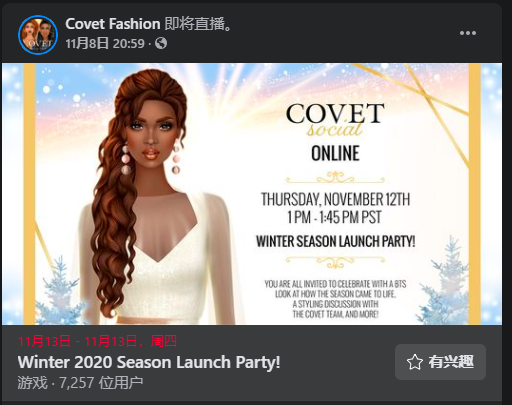 Covet Fashion 即将直播。
11月8日 20:59 ·
COVET
social
ONLINE
THURSDAY, NOVEMBER 12TH
1 PM - 1:45 PM PST
WINTER SEASON LAUNCH PARTY!
YOU ARE ALL INVITED TO CELEBRATE WITH A BTS
LOOK AT HOW THE SEASON CAME TO LIFE,
A STYLING DISCUSSION WITH
THE COVET TEAM, AND MORE!
11月13日 - 11月13日，周四
Winter 2020 Season Launch Party!
游戏 · 7,257 位用户
有兴趣